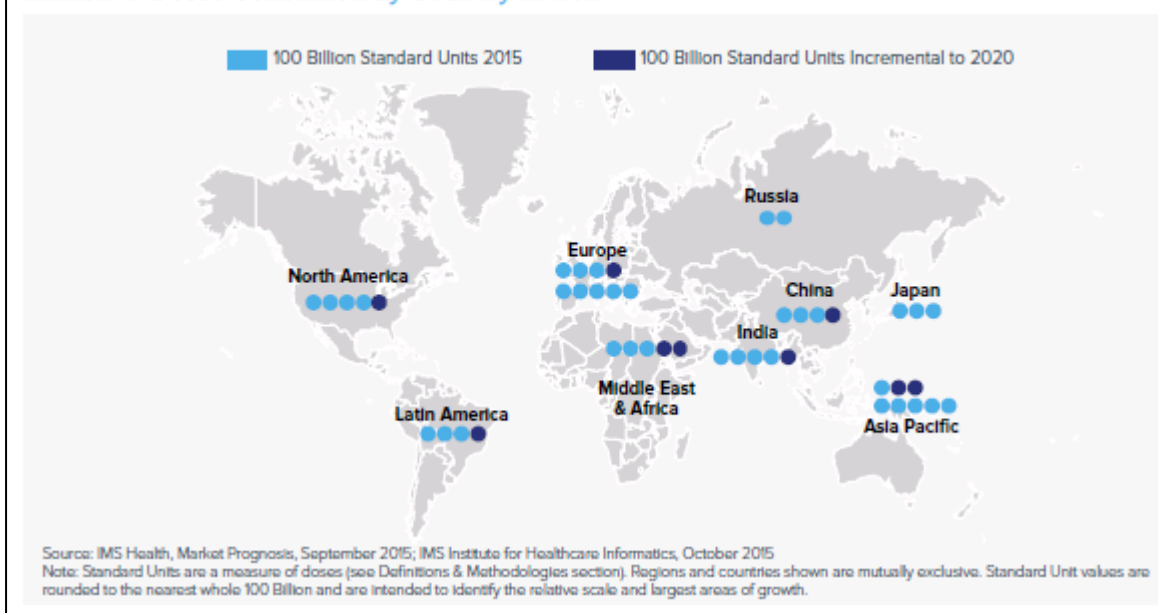 100 Billion Standard Units 2015
100 Billion Standard Units Incremental to 2020
Russia
Europe
North America
China
Japan
India
Middle East
& Africa
Latin America
Asia Pacific
Source: IMS Health, Market Prognosis, September 2015; IMS Institute for Healthcare Informatics, October 2015
Note: Standard Units are a measure of doses (see Definitions & Methodologies section). Regions and countries shown are mutually exclusive. Standard Unit values are
rounded to the nearest whole 100 Billion and are intended to identify the relative scale and largest areas of growth.